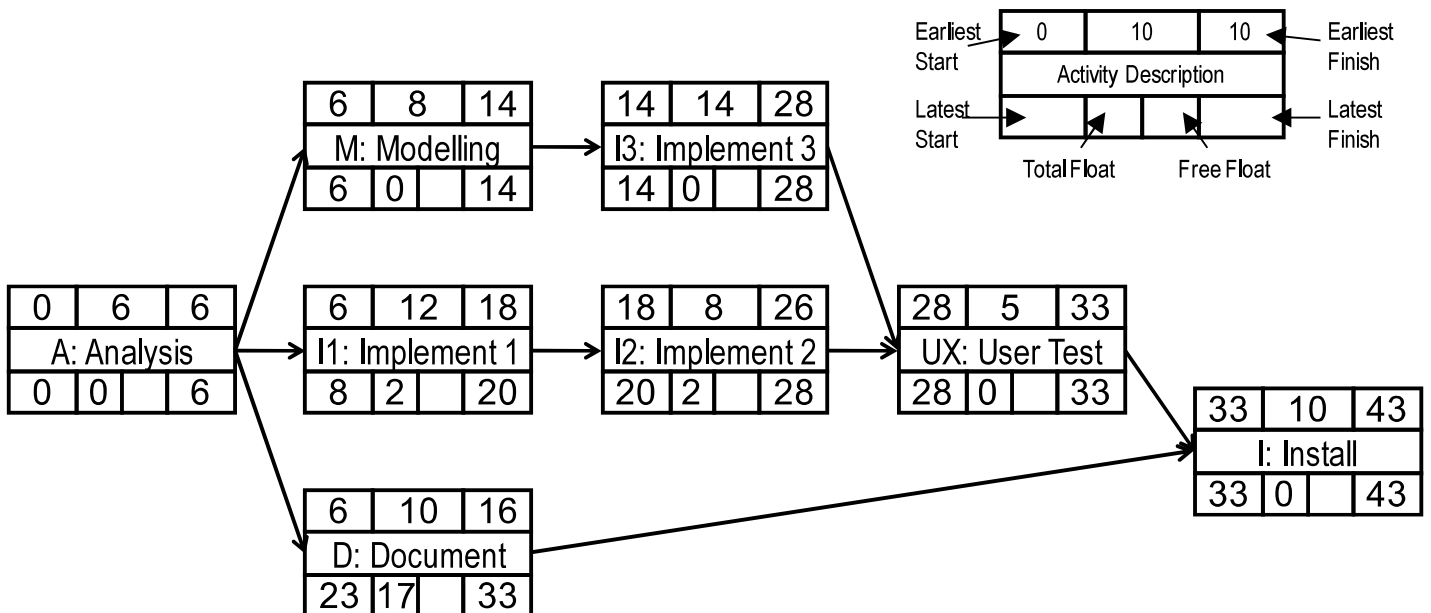 Earliest Start
0 10 10
Earliest Finish
Activity Description
Latest Start
Latest Finish
Total Float
Free Float
6 8 14
M: Modelling
6 0 14
14 14 28
I3: Implement 3
14 0 28
0 6 6
A: Analysis
0 0 6
6 12 18
I1: Implement 1
8 2 20
18 8 26
I2: Implement 2
20 2 28
28 5 33
UX: User Test
28 0 33
33 10 43
I: Install
33 0 43
6 10 16
D: Document
23 17 33